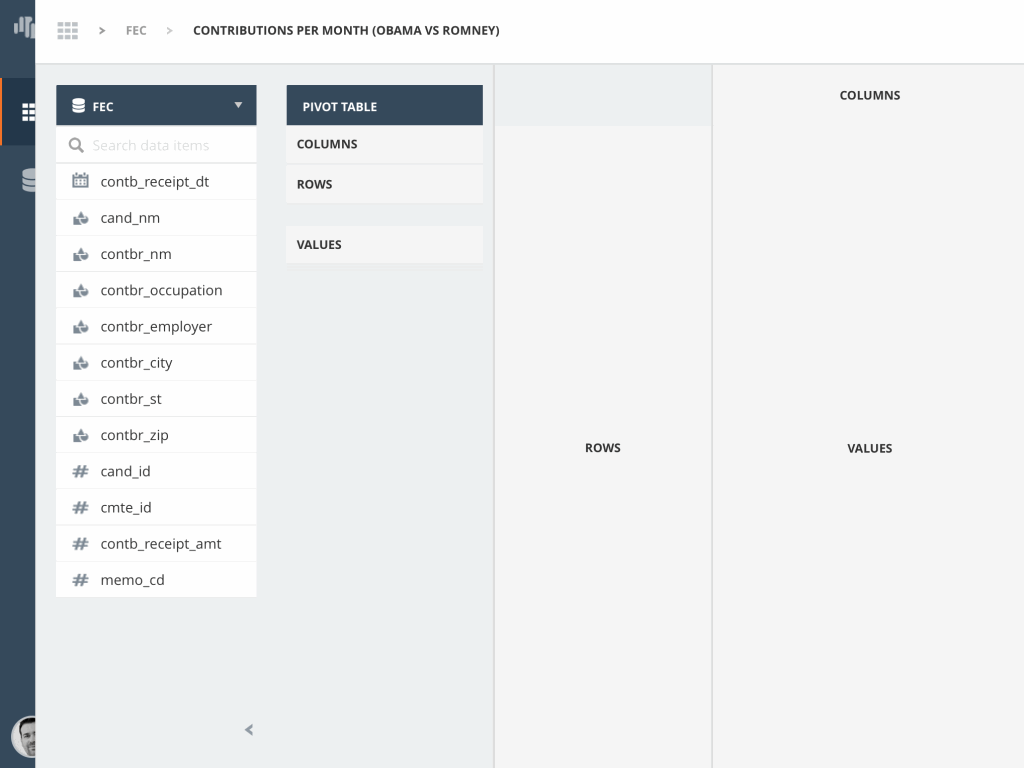 > FEC > CONTRIBUTIONS PER MONTH (OBAMA VS ROMNEY)
FEC
Search data items
contb_receipt_dt
cand_nm
contbr_nm
contbr_occupation
contbr_employer
contbr_city
contbr_st
contbr_zip
cand_id
cmte_id
contb_receipt_amt
memo_cd
PIVOT TABLE
COLUMNS
ROWS
VALUES
COLUMNS
ROWS
VALUES